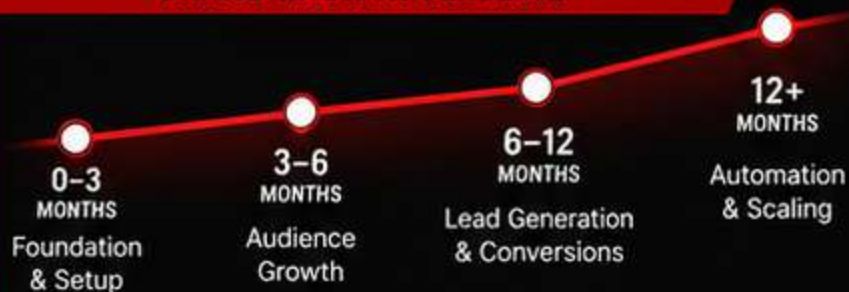 0–3
MONTHS
Foundation
& Setup
3–6
MONTHS
Audience
Growth
6–12
MONTHS
Lead Generation
& Conversions
12+
MONTHS
Automation
& Scaling